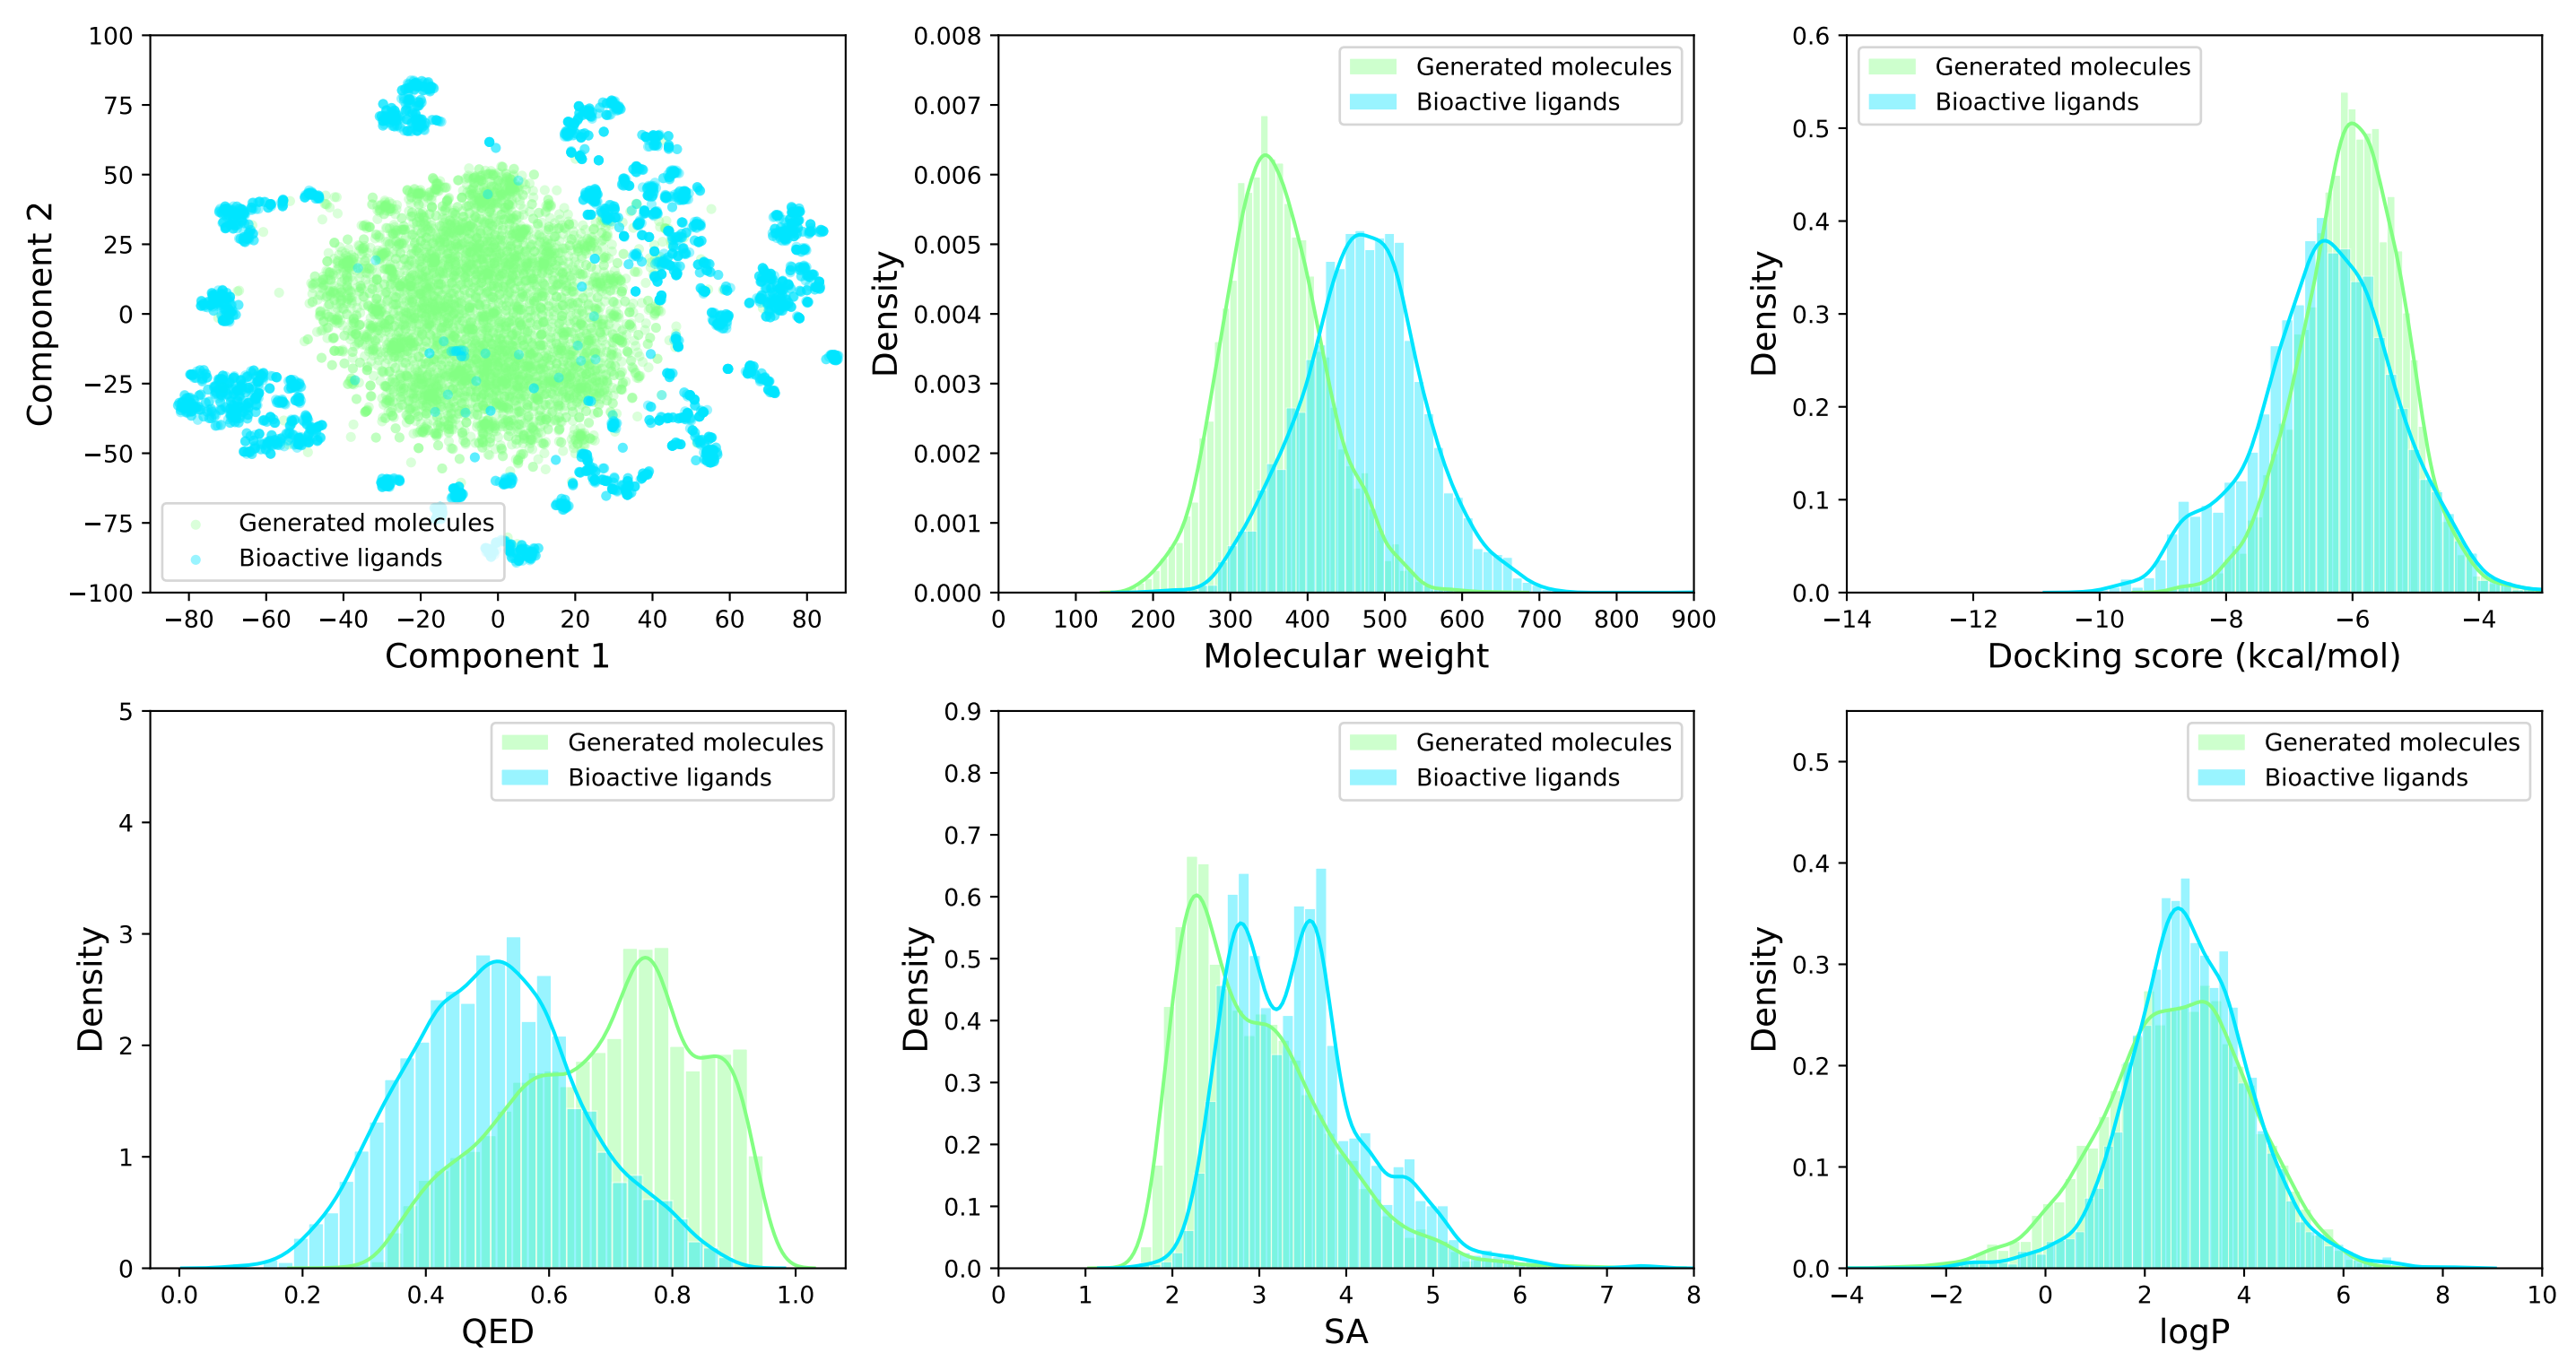 100
75
50
25
0
−25
−50
−75
−100
Component 2
Generated molecules
Bioactive ligands
−80 −60 −40 −20 0 20 40 60 80
Component 1
0.008
0.007
0.006
0.005
0.004
0.003
0.002
0.001
0.000
Density
Generated molecules
Bioactive ligands
0 100 200 300 400 500 600 700 800 900
Molecular weight
0.6
0.5
0.4
0.3
0.2
0.1
0.0
Density
Generated molecules
Bioactive ligands
−14 −12 −10 −8 −6 −4
Docking score (kcal/mol)
5
4
3
2
1
0
Density
Generated molecules
Bioactive ligands
0.0 0.2 0.4 0.6 0.8 1.0
QED
0.9
0.8
0.7
0.6
0.5
0.4
0.3
0.2
0.1
0.0
Density
Generated molecules
Bioactive ligands
0 1 2 3 4 5 6 7 8
SA
0.5
0.4
0.3
0.2
0.1
0.0
Density
Generated molecules
Bioactive ligands
−4 −2 0 2 4 6 8 10
logP